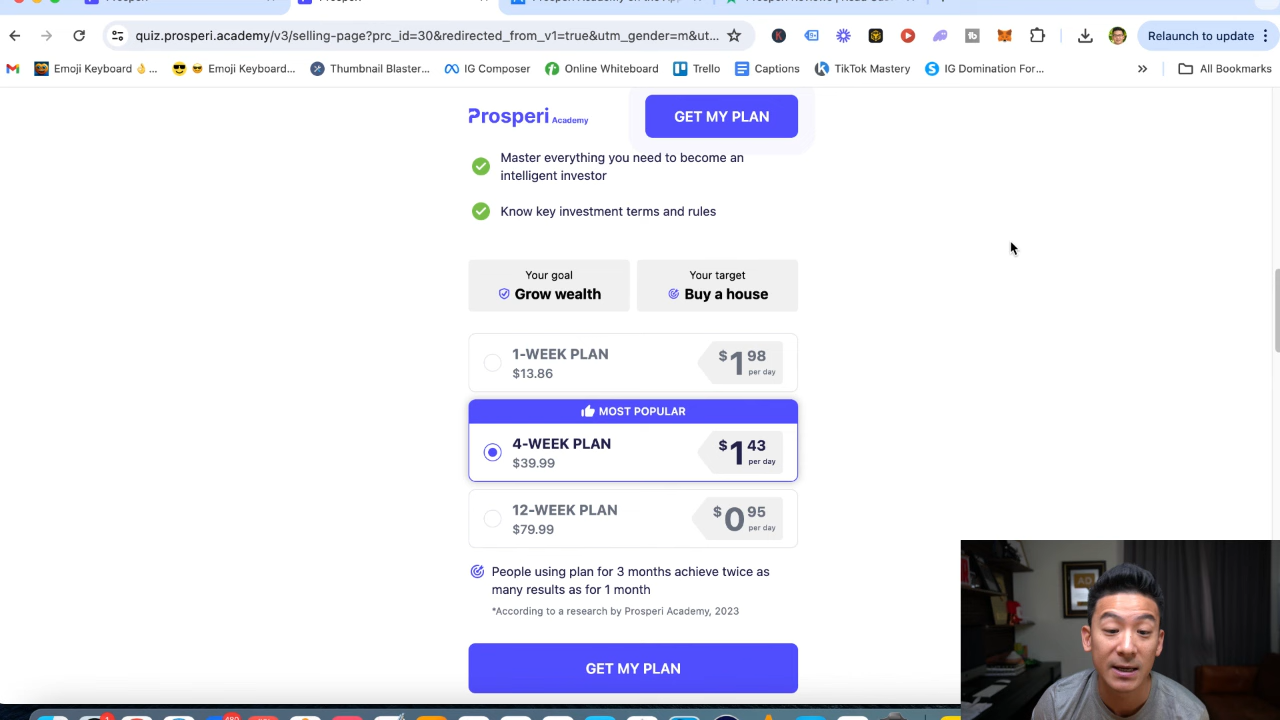 Prosperi
Prosperi
quiz.prosperi.academy/v3/selling-page?prc_id=30&redirected_from_v1=true&utm_gender=m&ut...
Relaunch to update
Emoji Keyboard 👌 ...
Emoji Keyboard...
Thumbnail Blaster...
IG Composer
Online Whiteboard
Trello
Captions
TikTok Mastery
IG Domination For...
All Bookmarks
Prosperi Academy
GET MY PLAN
Master everything you need to become an
intelligent investor
Know key investment terms and rules
Your goal
Grow wealth
Your target
Buy a house
1-WEEK PLAN
$13.86
$1 98
per day
MOST POPULAR
4-WEEK PLAN
$39.99
$1 43
per day
12-WEEK PLAN
$79.99
$0 95
per day
People using plan for 3 months achieve twice as
many results as for 1 month
*According to a research by Prosperi Academy, 2023
GET MY PLAN